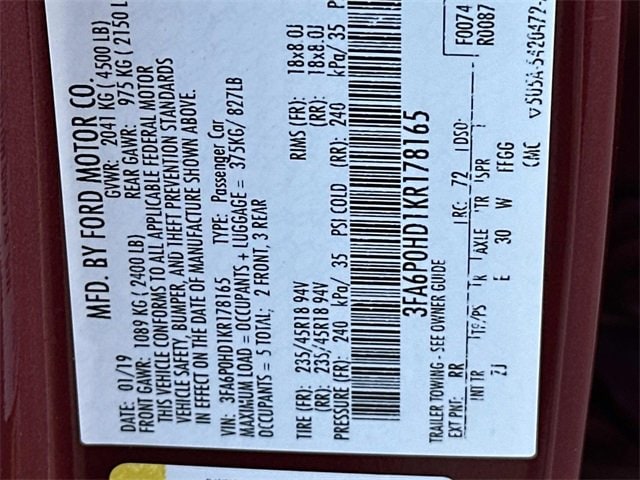 MFD. BY FORD MOTOR CO.
DATE: 01/19 GVWR: 2041 KG ( 4500 LB)
FRONT GAWR: 1089 KG ( 2400 LB) REAR GAWR: 975 KG ( 2150 L
THIS VEHICLE CONFORMS TO ALL APPLICABLE FEDERAL MOTOR
VEHICLE SAFETY, BUMPER, AND THEFT PREVENTION STANDARDS
IN EFFECT ON THE DATE OF MANUFACTURE SHOWN ABOVE.
VIN: 3FA6P0HD1KR178165 TYPE: Passenger Car
MAXIMUM LOAD = OCCUPANTS + LUGGAGE = 375KG/ 827LB
OCCUPANTS = 5 TOTAL; 2 FRONT, 3 REAR
TIRE (FR): 235/45R18 94V RIMS (FR): 18x8.0J
(RR): 235/45R18 94V (RR): 18x8.0J
PRESSURE (FR): 240 kPa/ 35 PSI COLD (RR): 240 kPa/ 35 P
3FA6P0HD1KR178165
F0074
R0087
TRAILER TOWING - SEE OWNER GUIDE
EXT PNT: RR RC: 72 DSO:
INT TR TP/PS R AXLE TR SPR
ZJ E 30 W FFGG
CMC